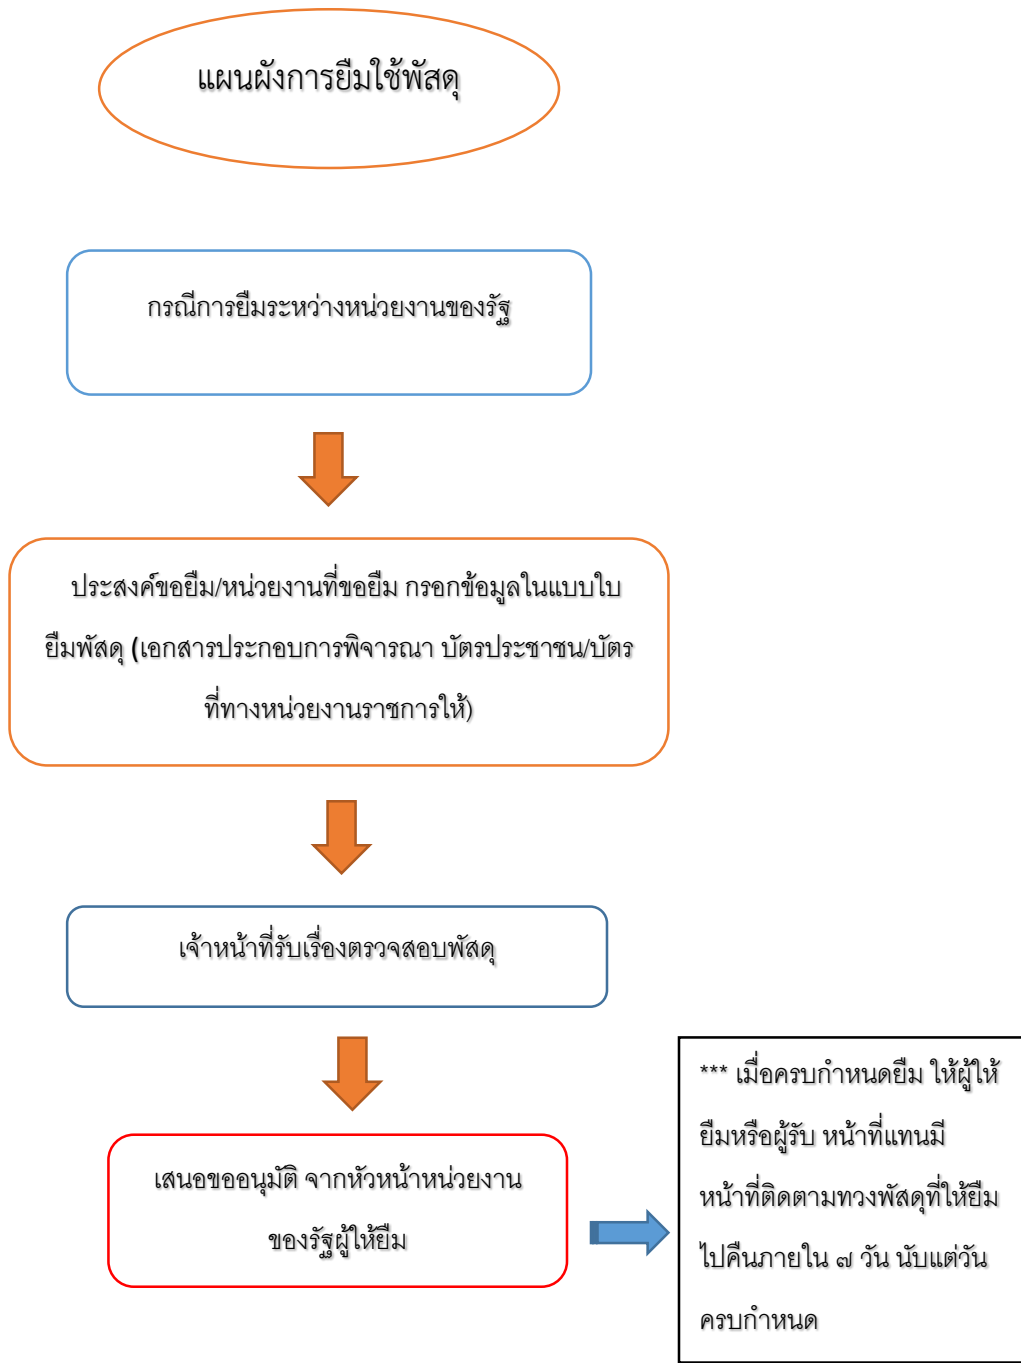 แผนผังการยืมใช้พัสดุ
กรณีการยืมระหว่างหน่วยงานของรัฐ
ประสงค์ขอยืม/หน่วยงานที่ขอยืม กรอกข้อมูลในแบบใบ
ยืมพัสดุ (เอกสารประกอบการพิจารณา บัตรประชาชน/บัตร
ที่ทางหน่วยงานราชการให้)
เจ้าหน้าที่รับเรื่องตรวจสอบพัสดุ
เสนอขออนุมัติ จากหัวหน้าหน่วยงาน
ของรัฐผู้ให้ยืม
*** เมื่อครบกำหนดยืม ให้ผู้ให้
ยืมหรือผู้รับ หน้าที่แทนมี
หน้าที่ติดตามทวงพัสดุที่ให้ยืม
ไปคืนภายใน ๗ วัน นับแต่วัน
ครบกำหนด